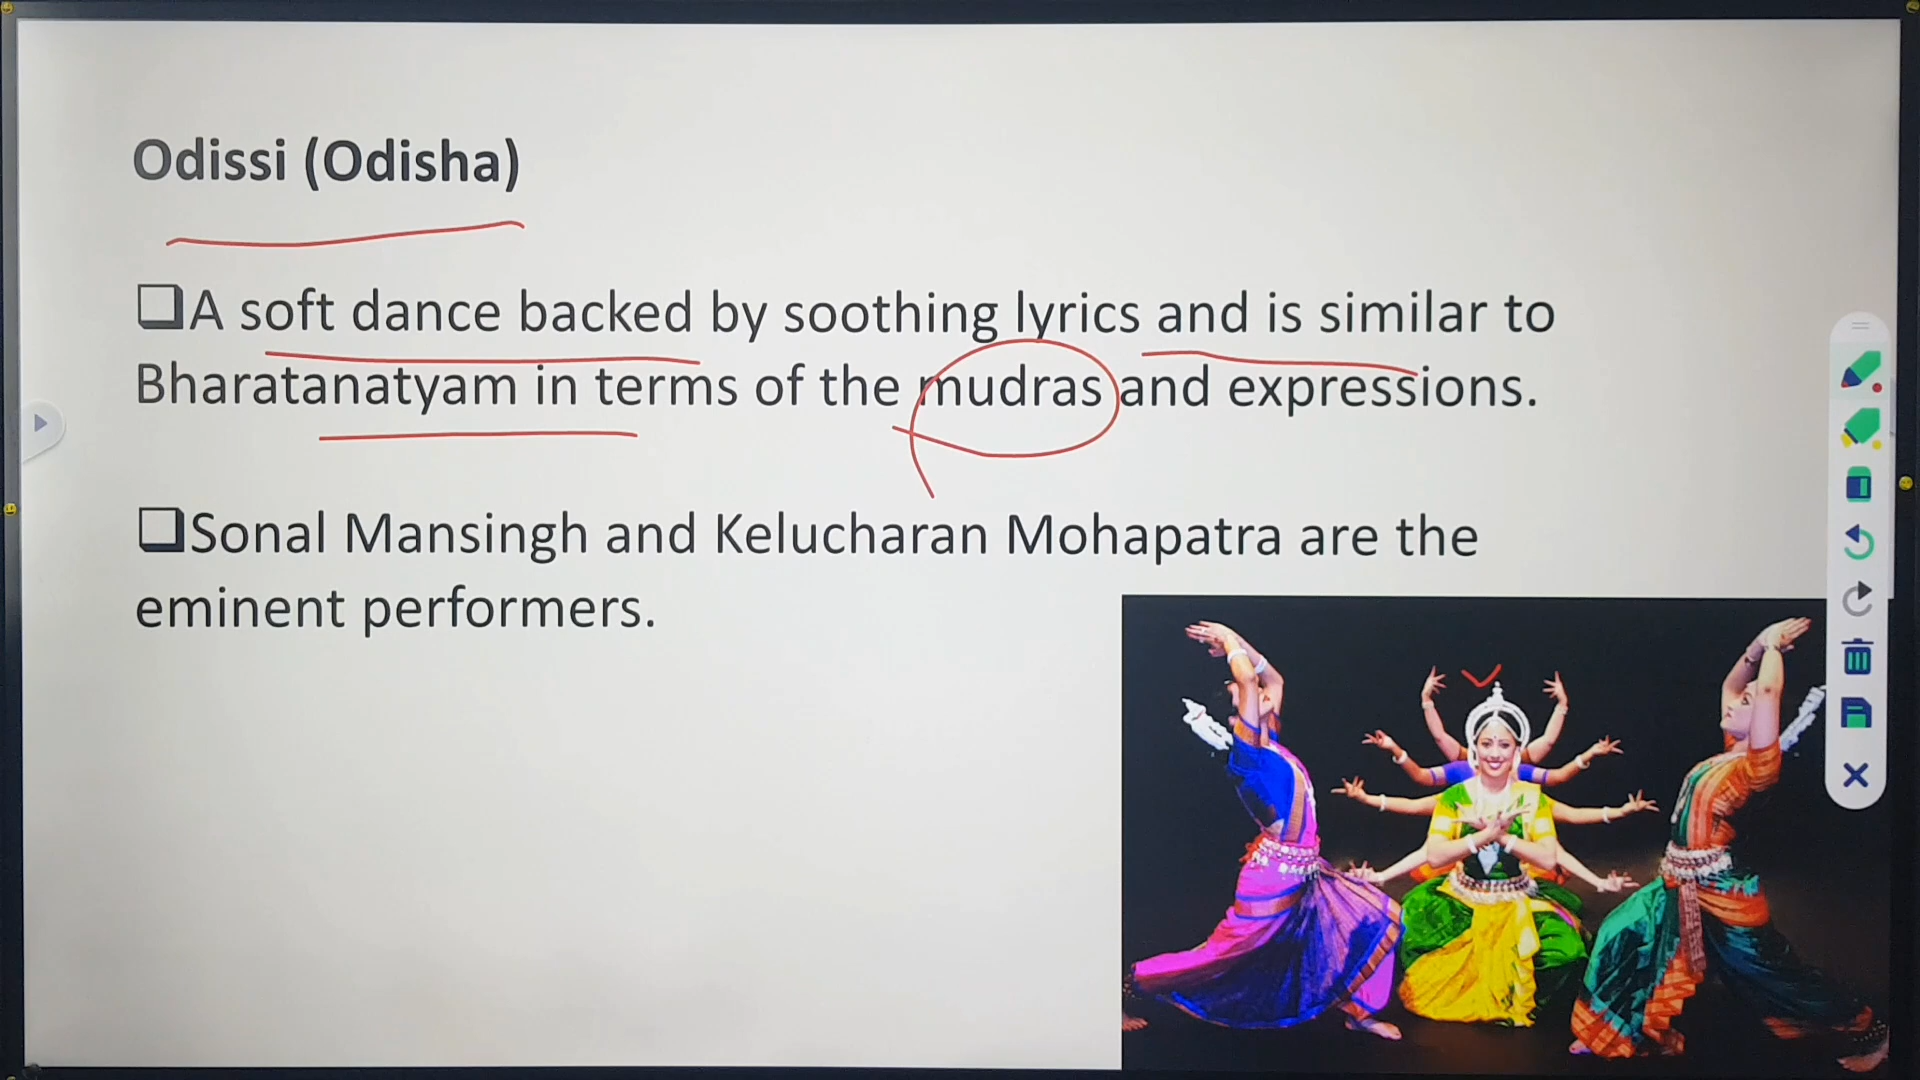 Odissi (Odisha)
❑A soft dance backed by soothing lyrics and is similar to
Bharatanatyam in terms of the mudras and expressions.
❑Sonal Mansingh and Kelucharan Mohapatra are the
eminent performers.